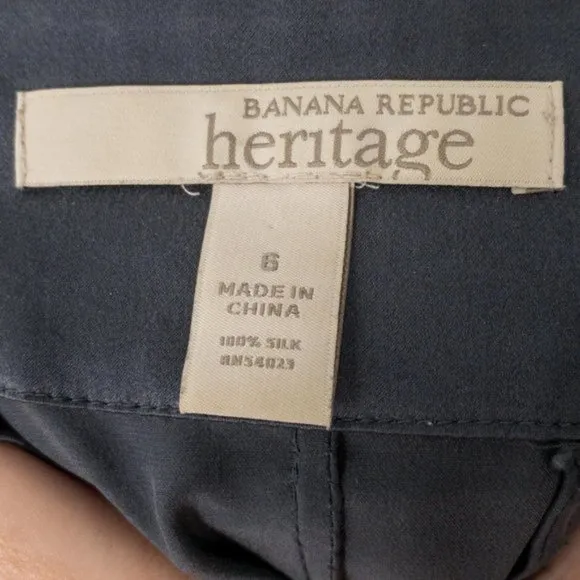 BANANA REPUBLIC
heritage
6
MADE IN
CHINA
100% SILK
RN54023